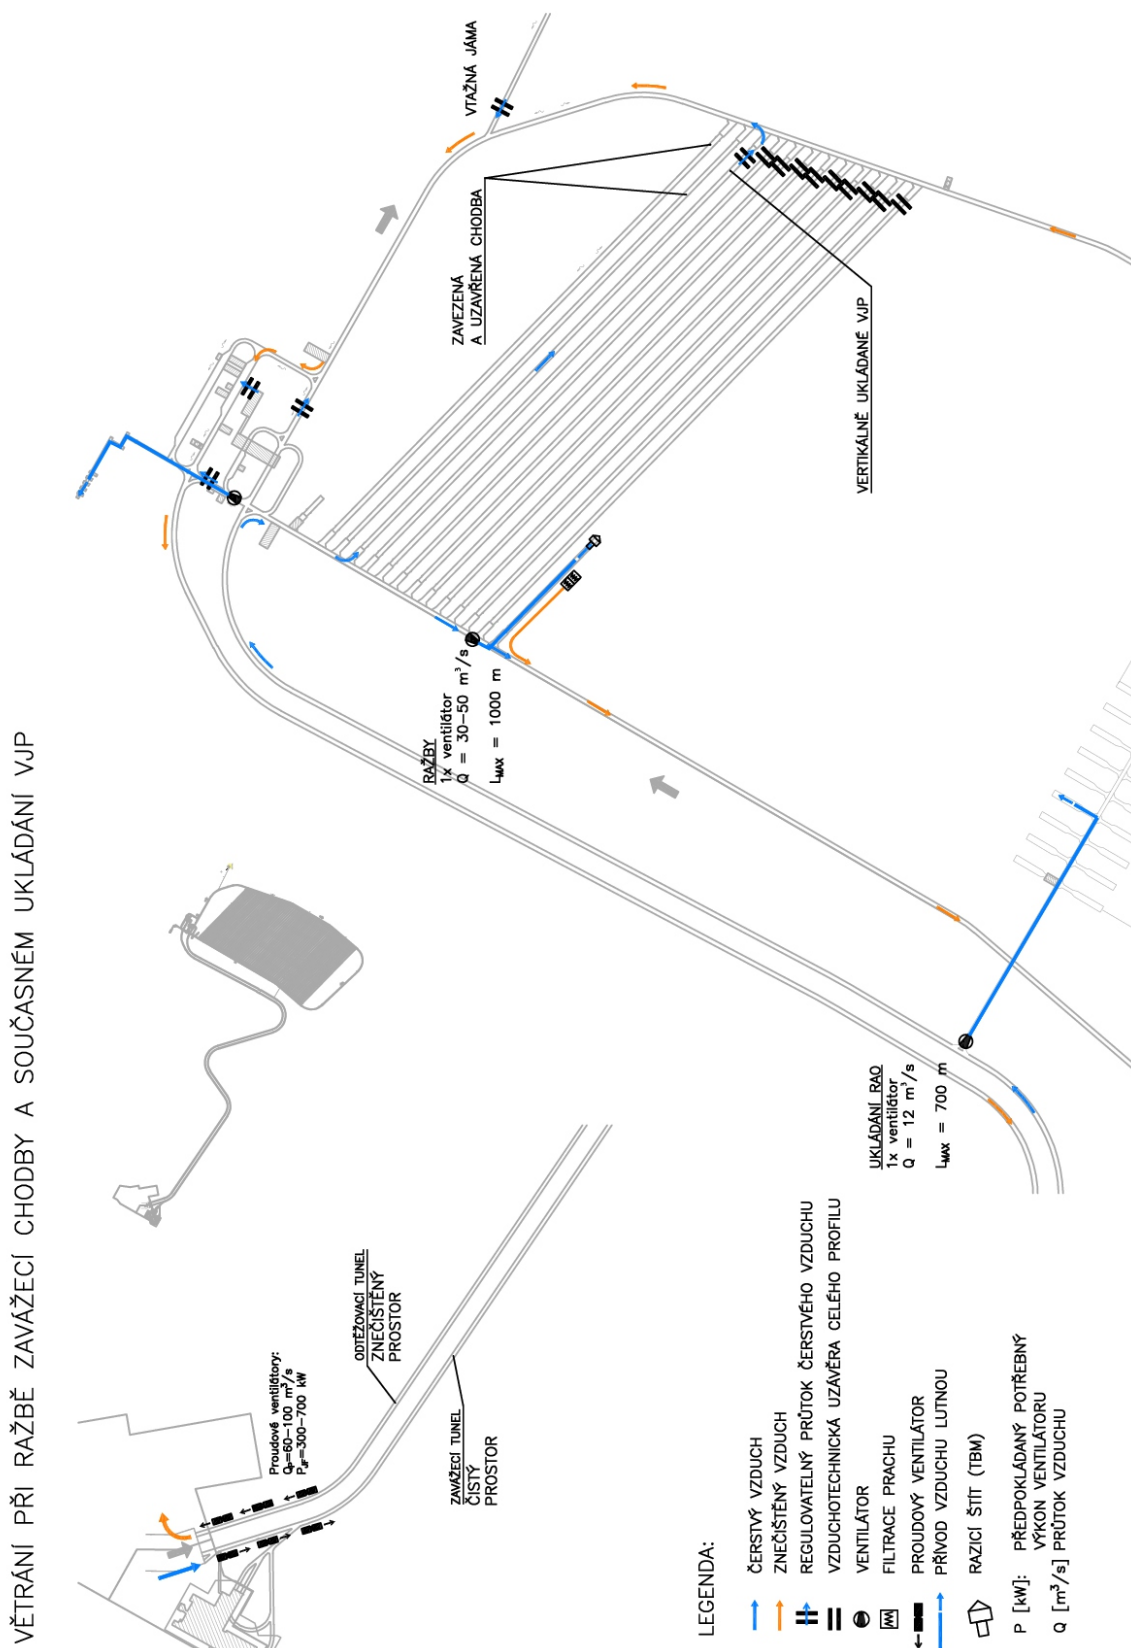 VĚTRÁNÍ PŘI RAŽBĚ ZAVÁŽECÍ CHODBY A SOUČASNÉM UKLÁDÁNÍ VJP
VTAŽNÁ JÁMA
ZAVEZENÁ
A UZAVŘENÁ CHODBA
VERTIKÁLNĚ UKLÁDANÉ VJP
RAŽBY
1x ventilátor
Q = 30-50 m³/s
LMAX = 1000 m
UKLÁDÁNÍ RAO
1x ventilátor
Q = 12 m³/s
LMAX = 700 m
Proudové ventilátory:
Qₚ=60-100 m³/s
PJF=300-700 kW
ODTĚŽOVACÍ TUNEL
ZNEČIŠTĚNÝ
PROSTOR
ZAVÁŽECÍ TUNEL
ČISTÝ
PROSTOR
LEGENDA:
ČERSTVÝ VZDUCH
ZNEČIŠTĚNÝ VZDUCH
REGULOVATELNÝ PRŮTOK ČERSTVÉHO VZDUCHU
VZDUCHOTECHNICKÁ UZÁVĚRA CELÉHO PROFILU
VENTILÁTOR
FILTRACE PRACHU
PROUDOVÝ VENTILÁTOR
PŘÍVOD VZDUCHU LUTNOU
RAZICÍ ŠTÍT (TBM)
P [kW]: PŘEDPOKLÁDANÝ POTŘEBNÝ
VÝKON VENTILÁTORU
Q [m³/s] PRŮTOK VZDUCHU